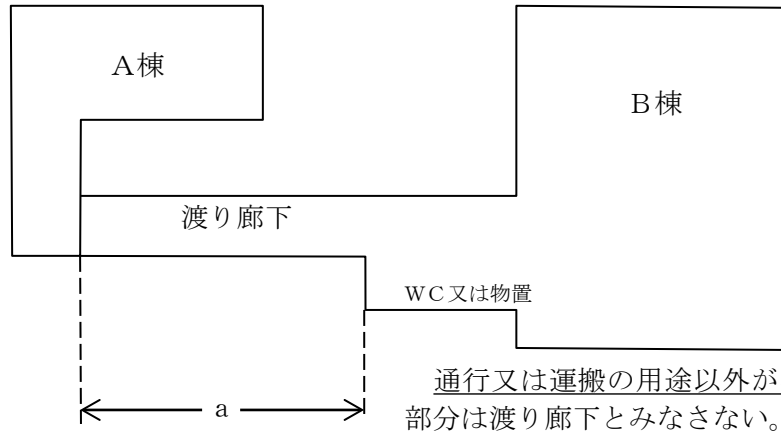 A棟
B棟
渡り廊下
WC又は物置
通行又は運搬の用途以外が
部分は渡り廊下とみなさない。
a